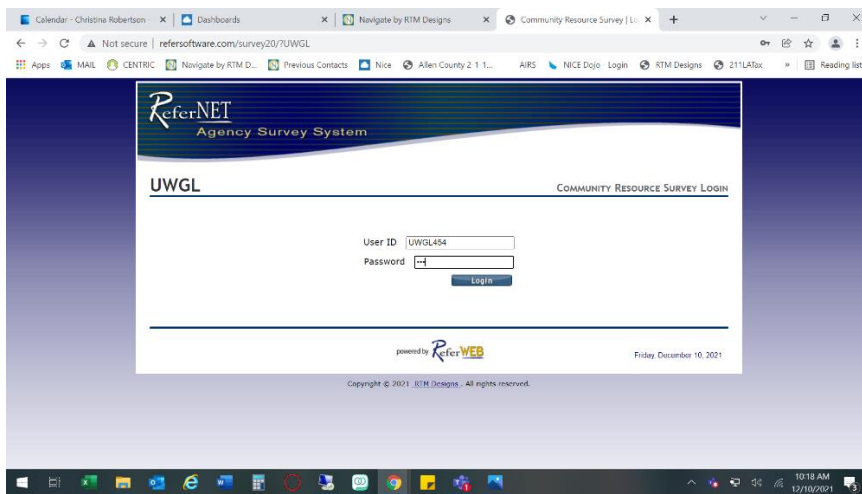 Calendar - Christina Robertson Dashboards Navigate by RTM Designs Community Resource Survey | Lo
Not secure | refersoftware.com/survey20/?UWGL
Apps MAIL CENTRIC Navigate by RTM D... Previous Contacts Nice Allen County 2-1-1... AIRS NICE Dojo - Login RTM Designs 211LATax » Reading list
ReferNET
Agency Survey System
UWGL COMMUNITY RESOURCE SURVEY LOGIN
User ID UWGL454
Password
Login
powered by ReferWEB Friday, December 10, 2021
Copyright © 2021 RTM Designs . All rights reserved.
10:18 AM
12/10/2021